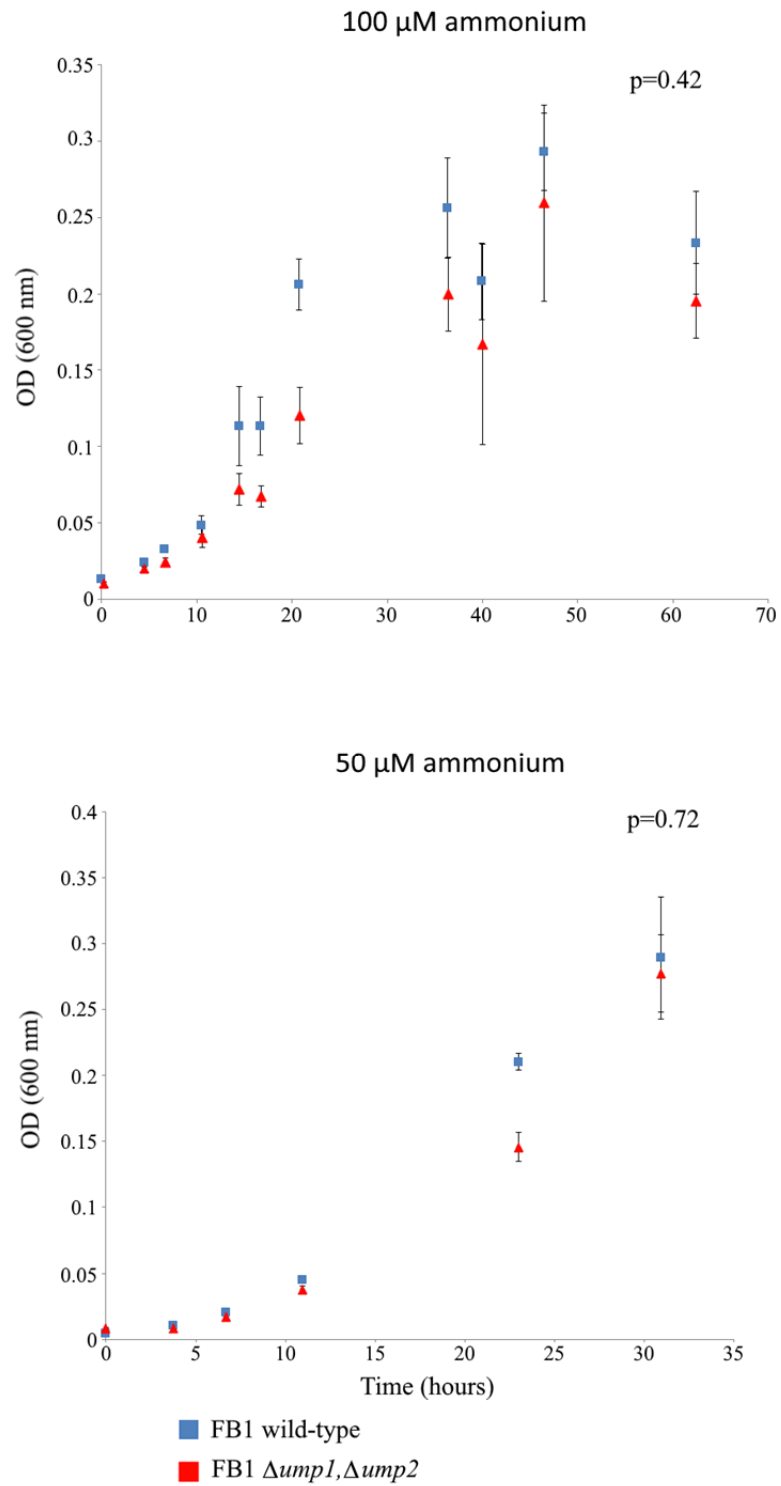 100 µM ammonium
p=0.42
0.35
0.3
0.25
0.2
0.15
0.1
0.05
0
OD (600 nm)
0 10 20 30 40 50 60 70
50 µM ammonium
p=0.72
0.4
0.35
0.3
0.25
0.2
0.15
0.1
0.05
0
OD (600 nm)
0 5 10 15 20 25 30 35
Time (hours)
FB1 wild-type
FB1 Δump1,Δump2